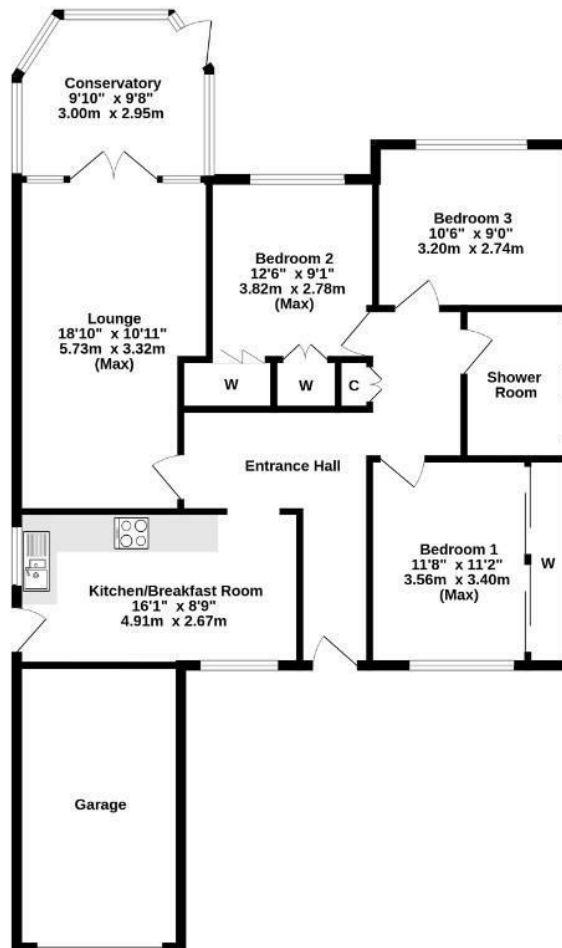 Conservatory
9'10" x 9'8"
3.00m x 2.95m
Bedroom 3
10'6" x 9'0"
3.20m x 2.74m
Bedroom 2
12'6" x 9'1"
3.82m x 2.78m
(Max)
Lounge
18'10" x 10'11"
5.73m x 3.32m
(Max)
W
W
C
Shower
Room
Entrance Hall
Bedroom 1
11'8" x 11'2"
3.56m x 3.40m
(Max)
W
Kitchen/Breakfast Room
16'1" x 8'9"
4.91m x 2.67m
Garage